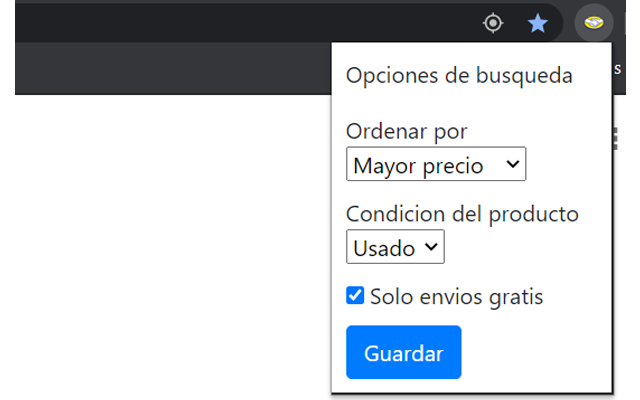 s
Opciones de busqueda
Ordenar por
Mayor precio
Condicion del producto
Usado
Solo envios gratis
Guardar